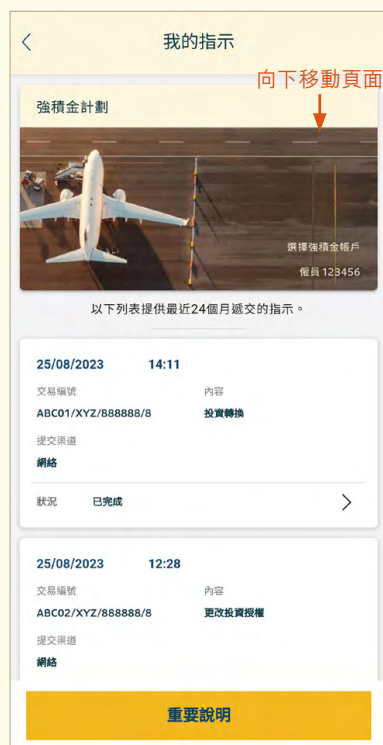 我的指示
向下移動頁面
強積金計劃
選擇強積金帳戶
僱員 123456
以下列表提供最近24個月遞交的指示。
25/08/2023 14:11
交易編號 內容
ABC01/XYZ/888888/8 投資轉換
提交渠道
網絡
狀況 已完成
25/08/2023 12:28
交易編號 內容
ABC02/XYZ/888888/8 更改投資授權
提交渠道
網絡
重要說明